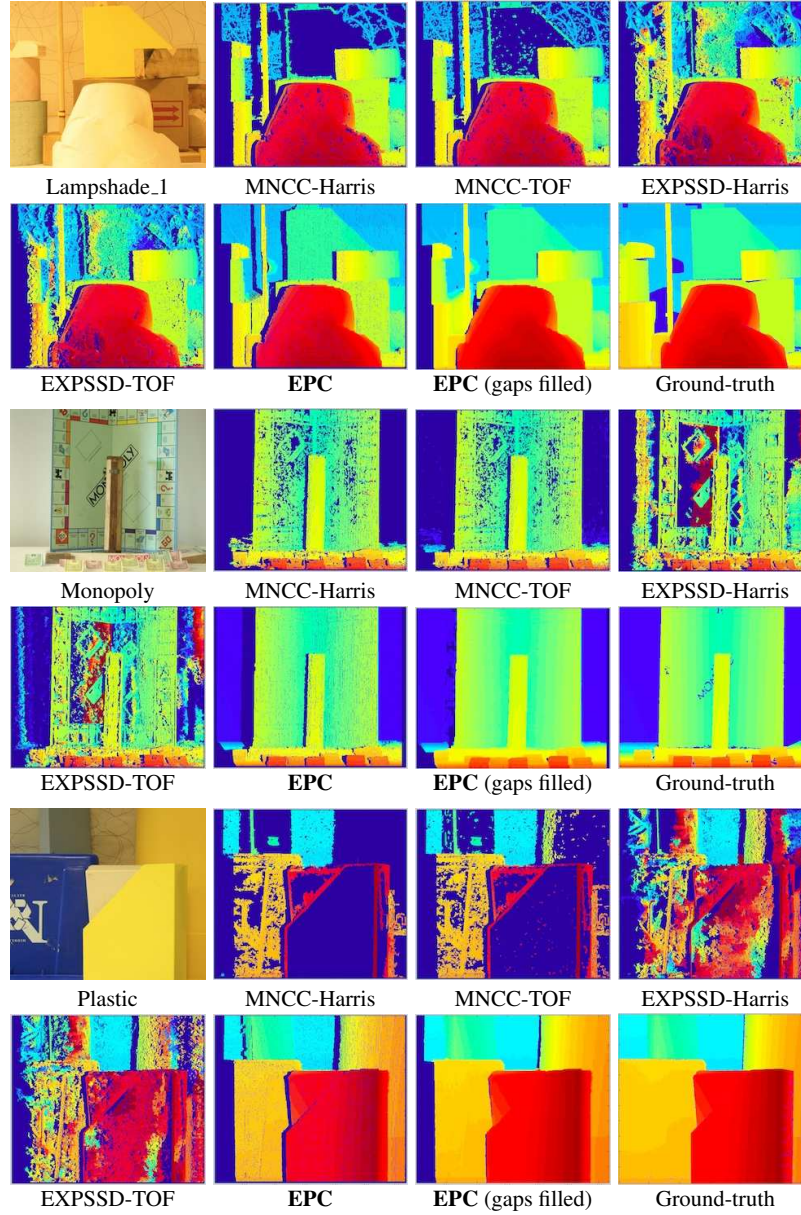 Lampshade_1 MNCC-Harris MNCC-TOF EXPSSD-Harris
EXPSSD-TOF EPC EPC (gaps filled) Ground-truth
MONOPOLY
Monopoly MNCC-Harris MNCC-TOF EXPSSD-Harris
EXPSSD-TOF EPC EPC (gaps filled) Ground-truth
Plastic MNCC-Harris MNCC-TOF EXPSSD-Harris
EXPSSD-TOF EPC EPC (gaps filled) Ground-truth